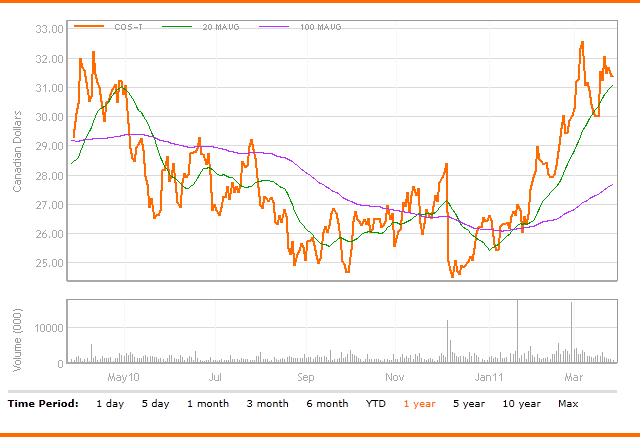 COS-T 20 MAVG 100 MAVG
33.00
32.00
31.00
30.00
29.00
28.00
27.00
26.00
25.00
Canadian Dollars
10000
0
Volume (000)
May10 Jul Sep Nov Jan11 Mar
Time Period: 1 day 5 day 1 month 3 month 6 month YTD 1 year 5 year 10 year Max